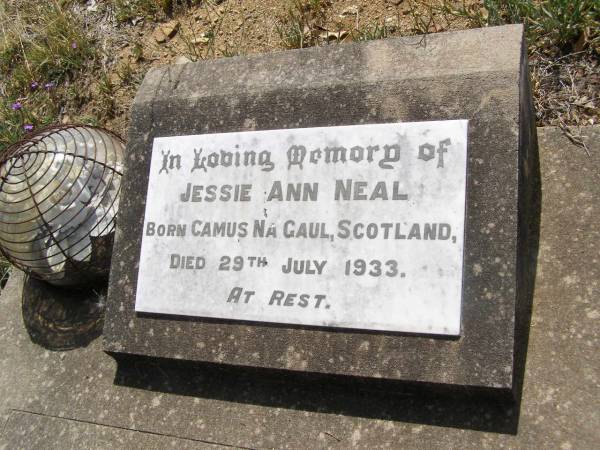 In Loving Memory of
JESSIE ANN NEAL
BORN CAMUS NA GAUL, SCOTLAND,
DIED 29TH JULY 1933.
AT REST.